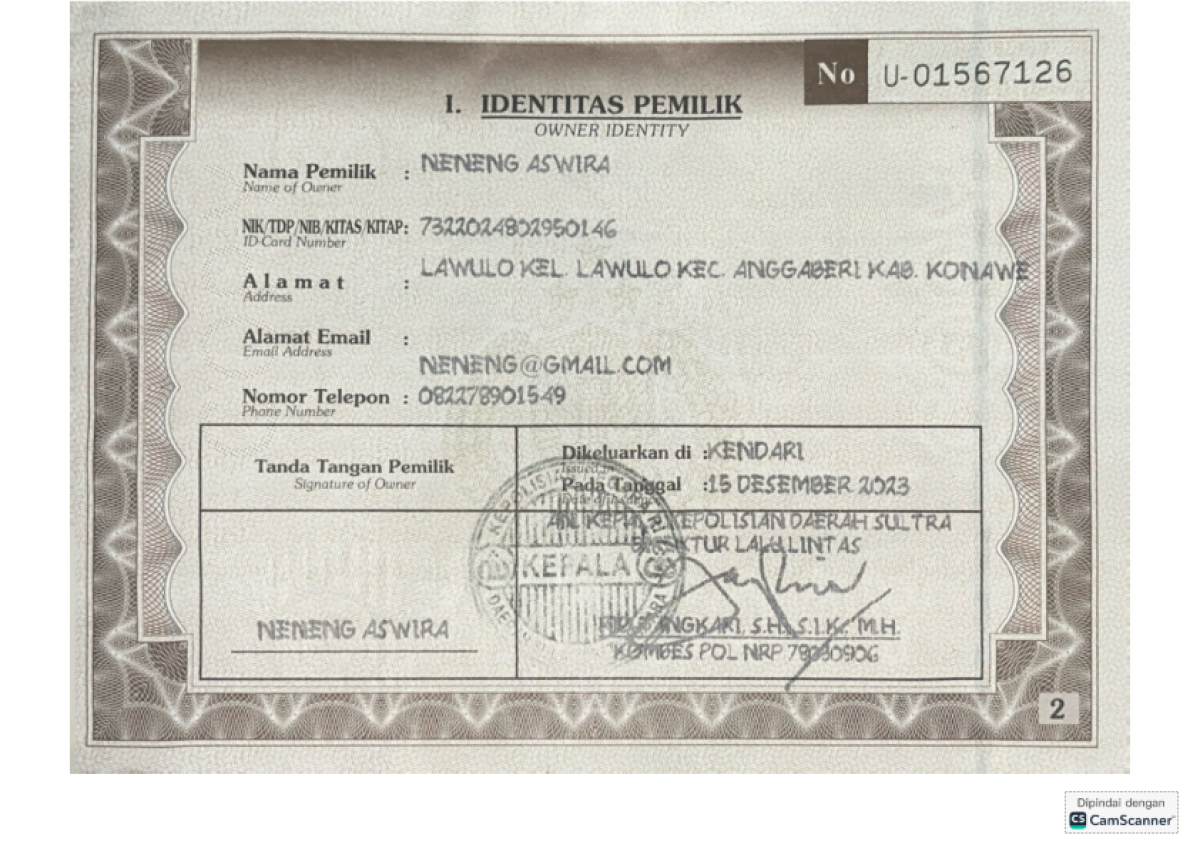 No U-01567126
I. IDENTITAS PEMILIK
OWNER IDENTITY
Nama Pemilik : NENENG ASWIRA
Name of Owner
NIK/TDP/NIB/KITAS/KITAP: 7322024802950146
ID Card Number
LAWULO KEL. LAWULO KEC. ANGGABERI KAB. KONAWE
Alamat :
Address
Alamat Email :
Email Address
NENENG@GMAIL.COM
Nomor Telepon : 082278901549
Phone Number
Tanda Tangan Pemilik
Signature of Owner
Dikeluarkan di : KENDARI
Issued in
Pada Tanggal : 15 DESEMBER 2023
KEPOLISIAN DAERAH SULTRA
LALU LINTAS
KEPALA
NENENG ASWIRA
S.H., S.I.K., M.H.
KOMBES POL NRP
2
Dipindai dengan
CS CamScanner